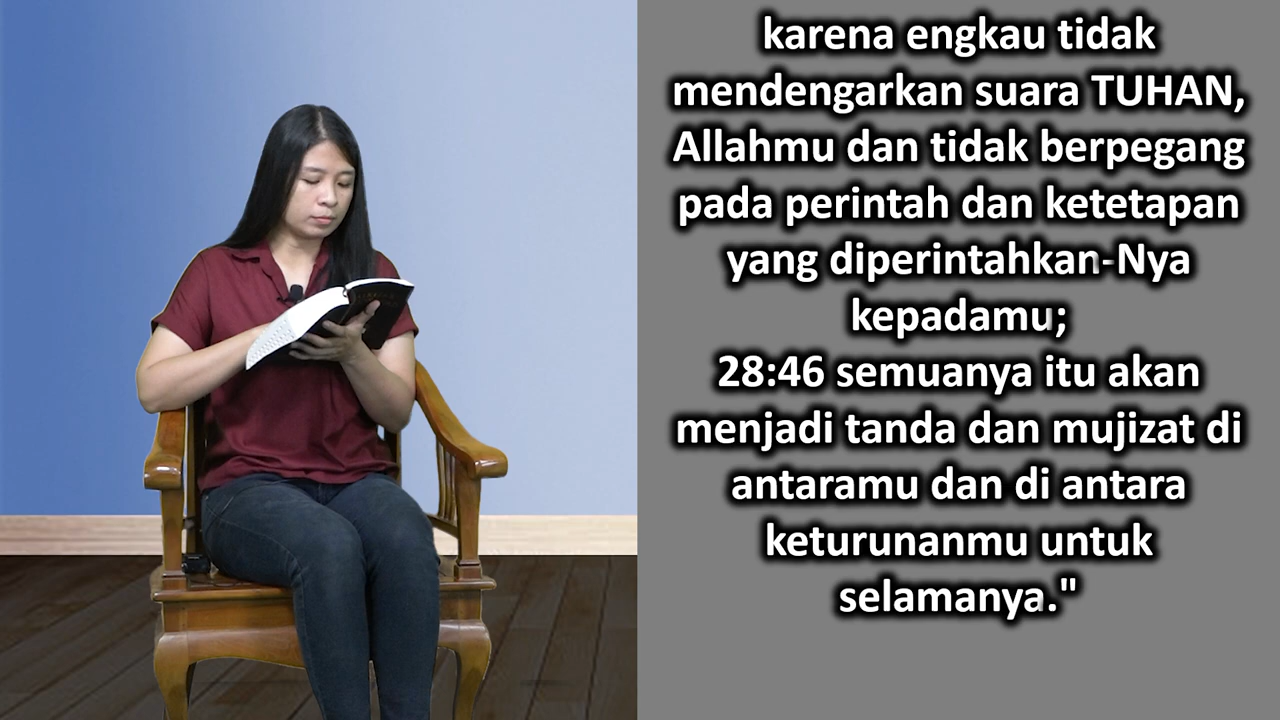 karena engkau tidak
mendengarkan suara TUHAN,
Allahmu dan tidak berpegang
pada perintah dan ketetapan
yang diperintahkan-Nya
kepadamu;
28:46 semuanya itu akan
menjadi tanda dan mujizat di
antaramu dan di antara
keturunanmu untuk
selamanya."